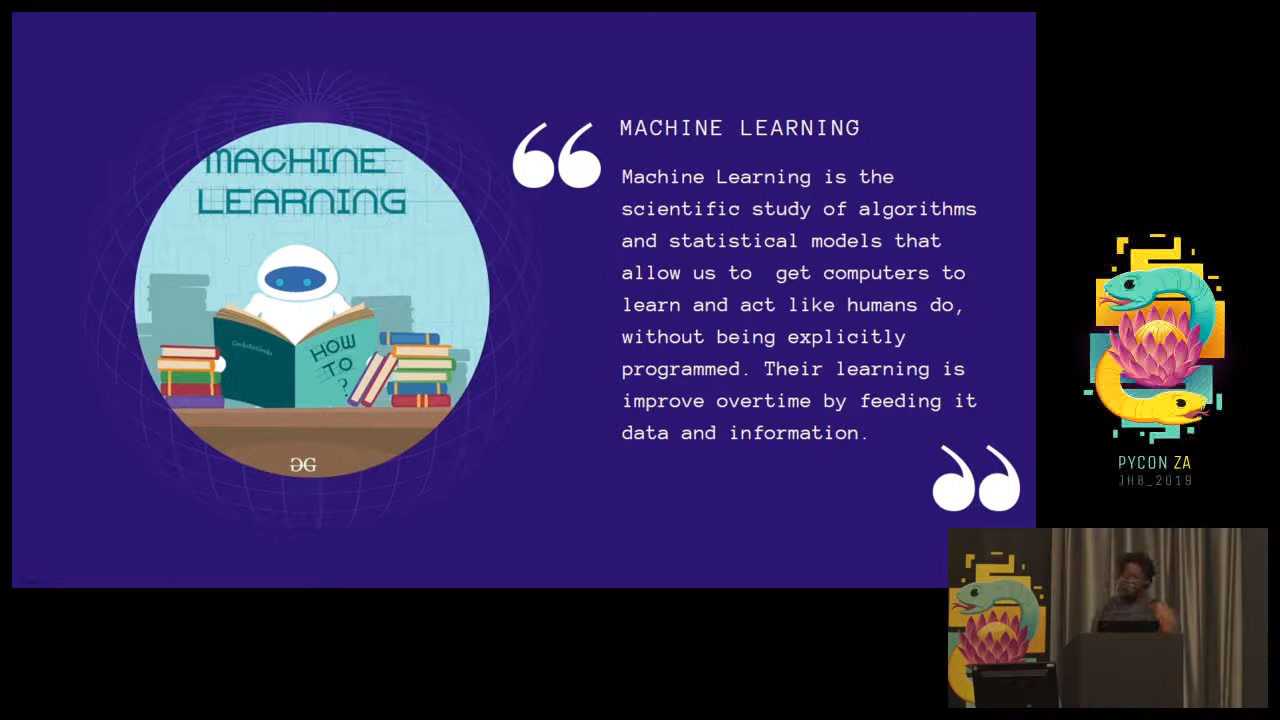 MACHINE
LEARNING
GeeksforGeeks
HOW
TO
?
MACHINE LEARNING
Machine Learning is the
scientific study of algorithms
and statistical models that
allow us to  get computers to
learn and act like humans do,
without being explicitly
programmed. Their learning is
improve overtime by feeding it
data and information.
PYCON ZA
JHB_2019